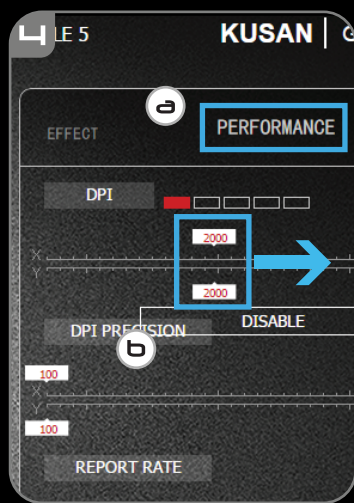 4
LE 5
KUSAN |
a
EFFECT
PERFORMANCE
DPI
2000
X
Y
2000
DISABLE
DPI PRECISION
b
100
X
Y
100
REPORT RATE